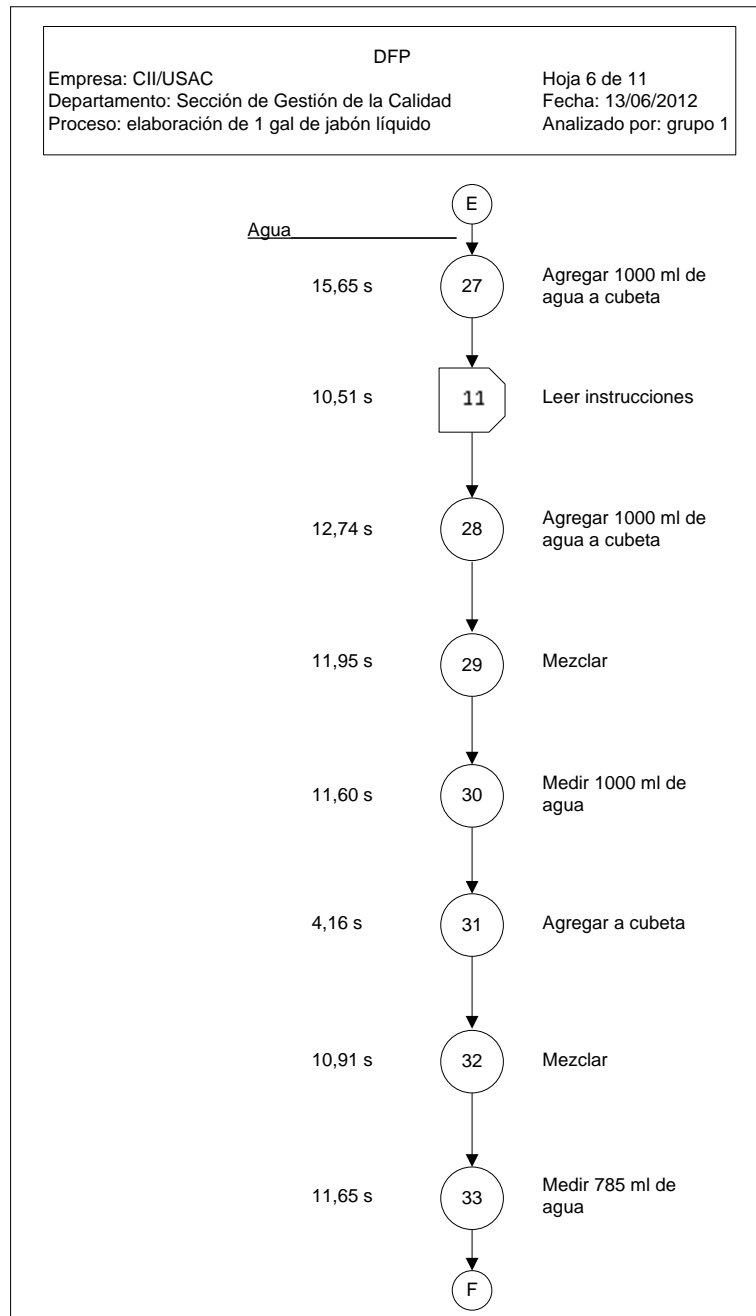 DFP
Empresa: CII/USAC
Hoja 6 de 11
Departamento: Sección de Gestión de la Calidad
Fecha: 13/06/2012
Proceso: elaboración de 1 gal de jabón líquido
Analizado por: grupo 1
E
Agua
15,65 s
27
Agregar 1000 ml de
agua a cubeta
10,51 s
11
Leer instrucciones
12,74 s
28
Agregar 1000 ml de
agua a cubeta
11,95 s
29
Mezclar
11,60 s
30
Medir 1000 ml de
agua
4,16 s
31
Agregar a cubeta
10,91 s
32
Mezclar
11,65 s
33
Medir 785 ml de
agua
F